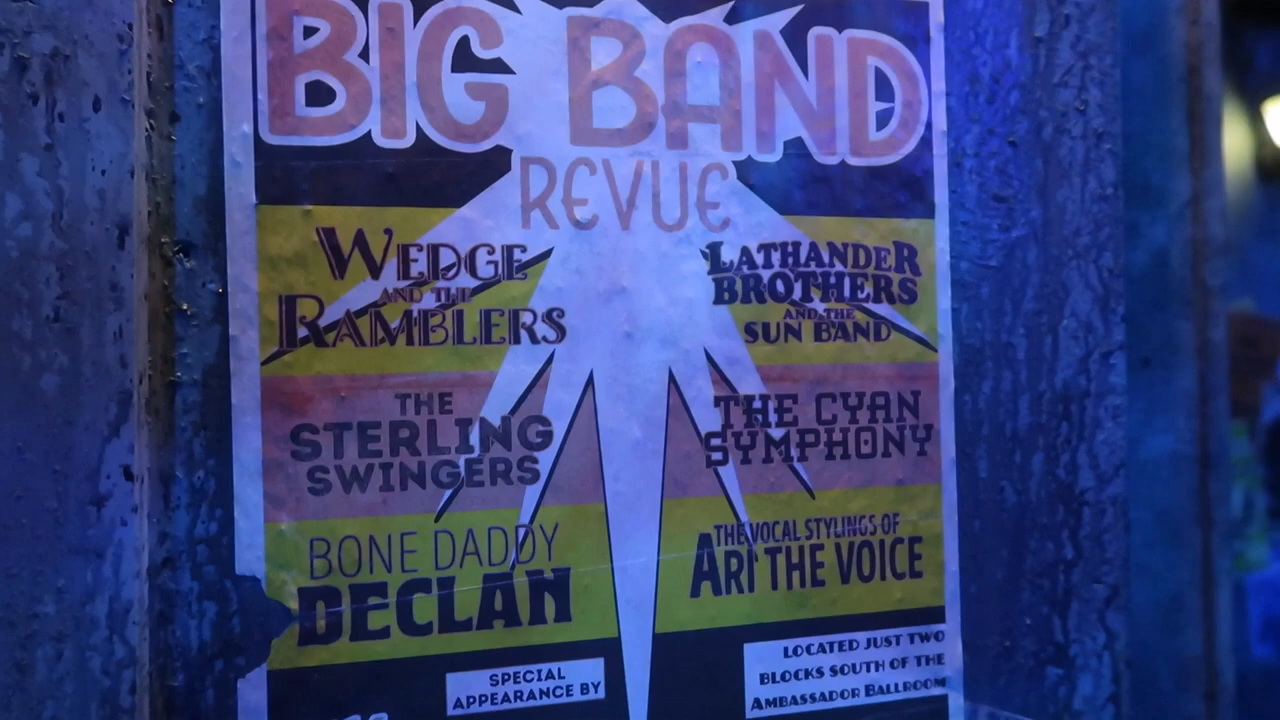 BIG BAND
REVUE
WEDGE
AND THE
RAMBLERS
LATHANDER
BROTHERS
AND THE
SUN BAND
THE
STERLING
SWINGERS
THE CYAN
SYMPHONY
BONE DADDY
DECLAN
THE VOCAL STYLINGS OF
ARI THE VOICE
SPECIAL
APPEARANCE BY
LOCATED JUST TWO
BLOCKS SOUTH OF THE
AMBASSADOR BALLROOM